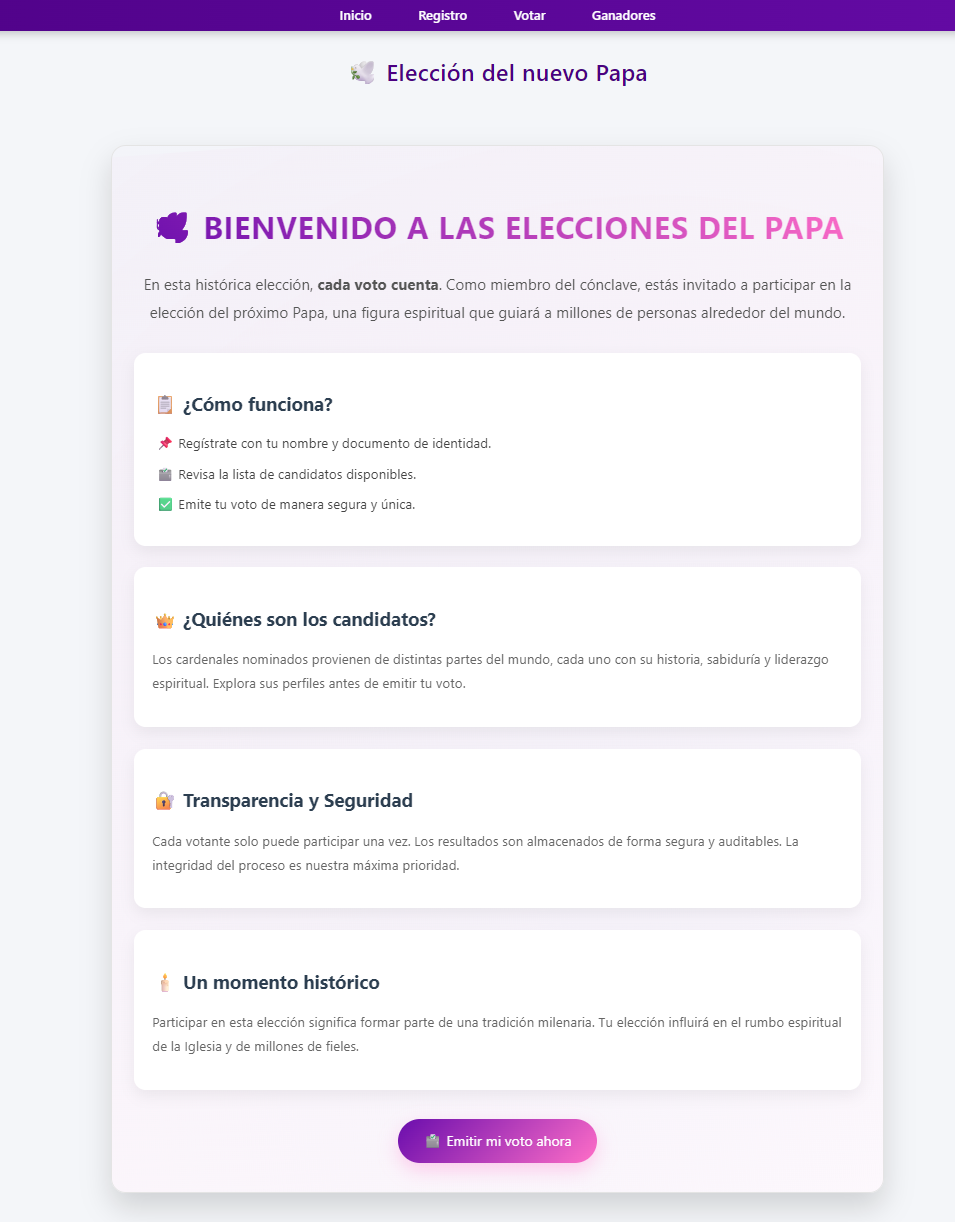 Inicio Registro Votar Ganadores
Elección del nuevo Papa
BIENVENIDO A LAS ELECCIONES DEL PAPA
En esta histórica elección, cada voto cuenta. Como miembro del cónclave, estás invitado a participar en la
elección del próximo Papa, una figura espiritual que guiará a millones de personas alrededor del mundo.
¿Cómo funciona?
Regístrate con tu nombre y documento de identidad.
Revisa la lista de candidatos disponibles.
Emite tu voto de manera segura y única.
¿Quiénes son los candidatos?
Los cardenales nominados provienen de distintas partes del mundo, cada uno con su historia, sabiduría y liderazgo
espiritual. Explora sus perfiles antes de emitir tu voto.
Transparencia y Seguridad
Cada votante solo puede participar una vez. Los resultados son almacenados de forma segura y auditables. La
integridad del proceso es nuestra máxima prioridad.
Un momento histórico
Participar en esta elección significa formar parte de una tradición milenaria. Tu elección influirá en el rumbo espiritual
de la Iglesia y de millones de fieles.
Emitir mi voto ahora